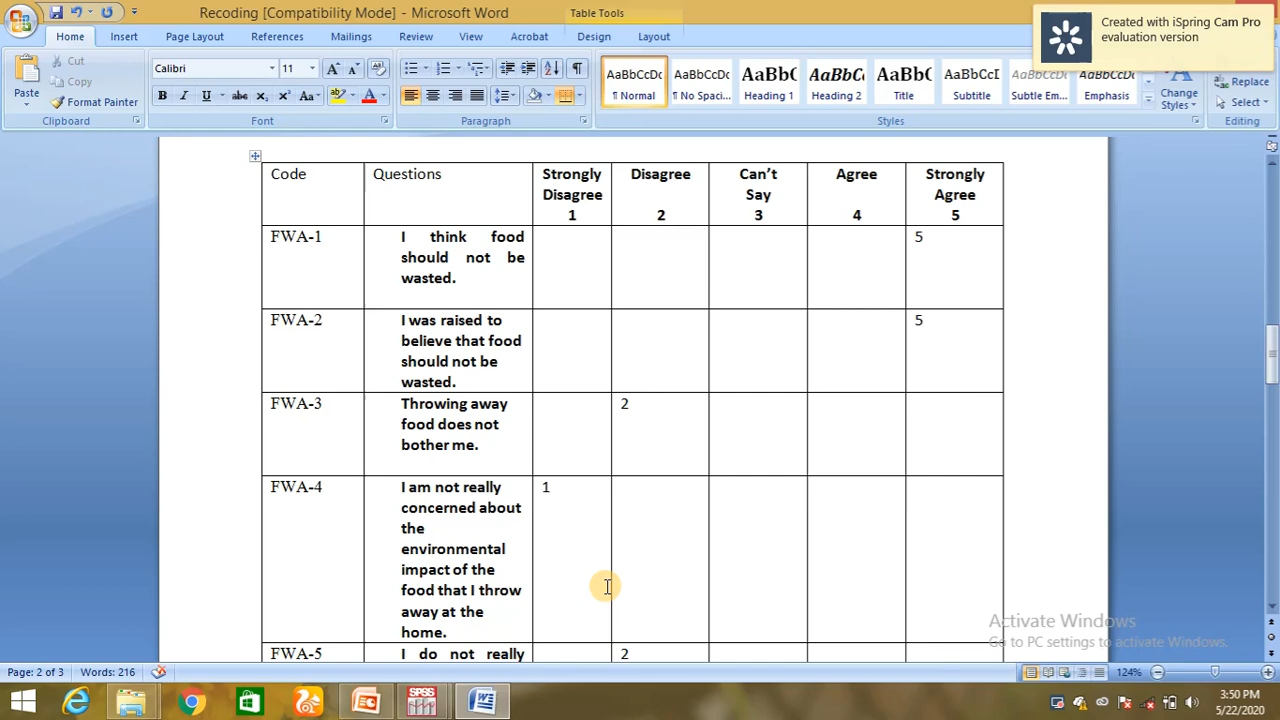 Recoding [Compatibility Mode] - Microsoft Word
Table Tools
Created with iSpring Cam Pro
evaluation version
Home Insert Page Layout References Mailings Review View Acrobat Design Layout
Paste
Cut
Copy
Format Painter
Clipboard
Calibri 11
Font
Paragraph
AaBbCcDc AaBbCcDc AaBbC AaBbCc AaBbC AaBbCcI AaBbCcDc AaBbCcDc
¶ Normal ¶ No Spaci... Heading 1 Heading 2 Title Subtitle Subtle Em... Emphasis
Change
Styles
Styles
Replace
Select
Editing
Code Questions Strongly Disagree 1 Disagree 2 Can't Say 3 Agree 4 Strongly Agree 5
FWA-1 I think food 5
should not be
wasted.
FWA-2 I was raised to 5
believe that food
should not be
wasted.
FWA-3 Throwing away 2
food does not
bother me.
FWA-4 I am not really 1
concerned about
the
environmental
impact of the
food that I throw
away at the
home.
FWA-5 I do not really 2
Activate Windows
Go to PC settings to activate Windows.
Page: 2 of 3 Words: 216 124%
SPSS
3:50 PM
5/22/2020